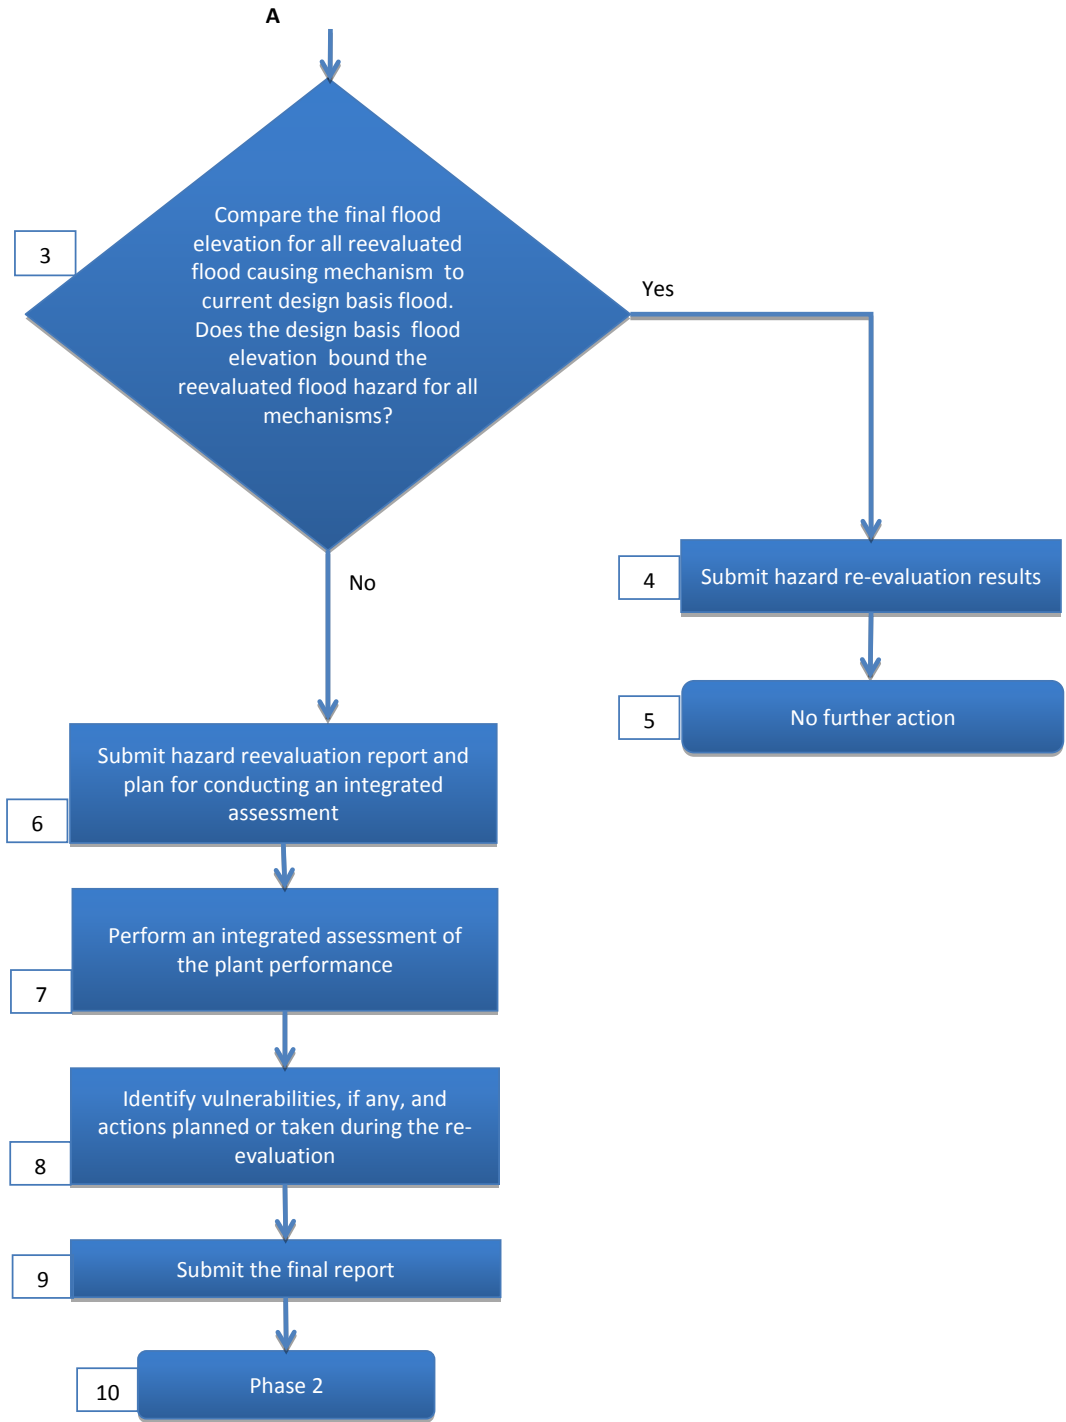 A
3
Compare the final flood
elevation for all reevaluated
flood causing mechanism to
current design basis flood.
Does the design basis flood
elevation bound the
reevaluated flood hazard for all
mechanisms?
Yes
No
4
Submit hazard re-evaluation results
5
No further action
6
Submit hazard reevaluation report and
plan for conducting an integrated
assessment
7
Perform an integrated assessment of
the plant performance
8
Identify vulnerabilities, if any, and
actions planned or taken during the re-
evaluation
9
Submit the final report
10
Phase 2